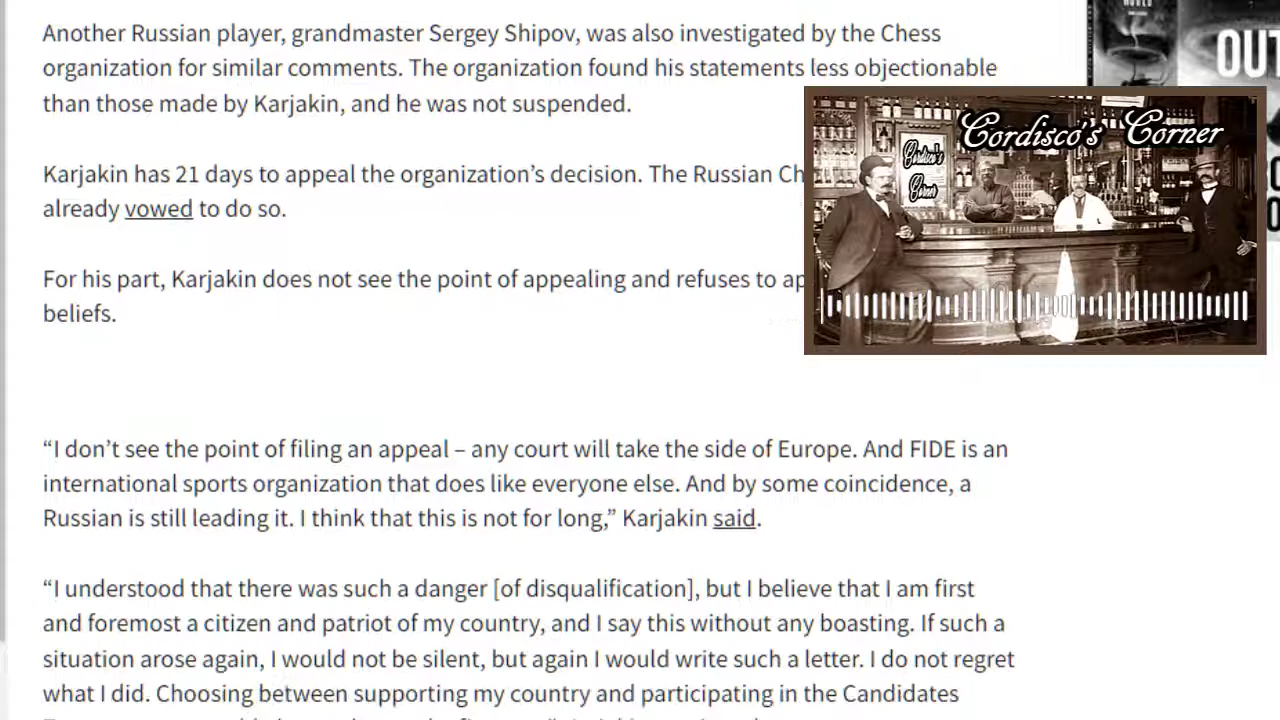 Another Russian player, grandmaster Sergey Shipov, was also investigated by the Chess
organization for similar comments. The organization found his statements less objectionable
than those made by Karjakin, and he was not suspended.
Karjakin has 21 days to appeal the organization’s decision. The Russian Ch
already vowed to do so.
For his part, Karjakin does not see the point of appealing and refuses to ap
beliefs.
“I don’t see the point of filing an appeal – any court will take the side of Europe. And FIDE is an
international sports organization that does like everyone else. And by some coincidence, a
Russian is still leading it. I think that this is not for long,” Karjakin said.
“I understood that there was such a danger [of disqualification], but I believe that I am first
and foremost a citizen and patriot of my country, and I say this without any boasting. If such a
situation arose again, I would not be silent, but again I would write such a letter. I do not regret
what I did. Choosing between supporting my country and participating in the Candidates
OUT
Cordisco's Corner
Cordisco's
Corner